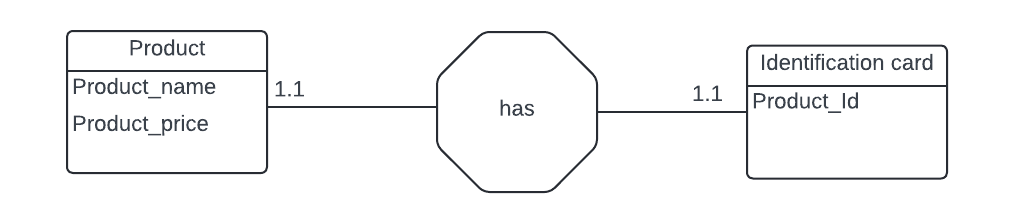 Product
Product_name
Product_price
1.1
has
1.1
Identification card
Product_Id